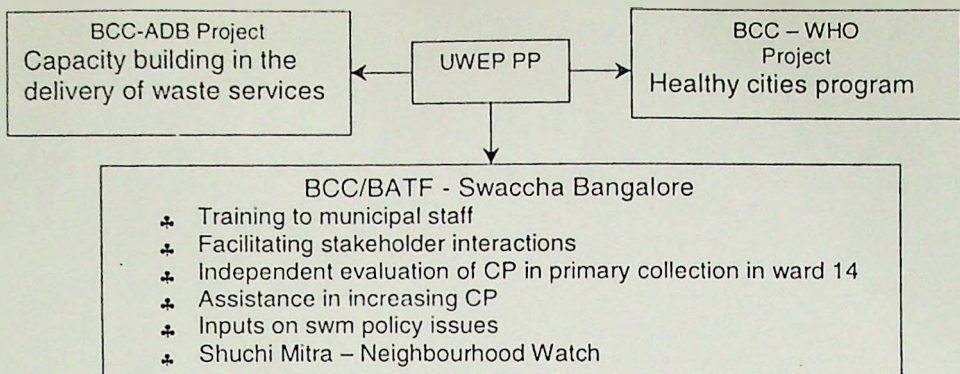 BCC-ADB Project
Capacity building in the
delivery of waste services
UWEP PP
BCC – WHO
Project
Healthy cities program
BCC/BATF - Swaccha Bangalore
♣ Training to municipal staff
♣ Facilitating stakeholder interactions
♣ Independent evaluation of CP in primary collection in ward 14
♣ Assistance in increasing CP
♣ Inputs on swm policy issues
♣ Shuchi Mitra – Neighbourhood Watch